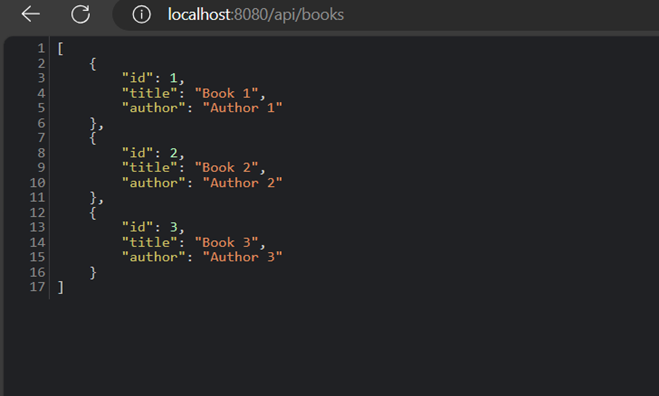 localhost:8080/api/books
1 [
2     {
3         "id": 1,
4         "title": "Book 1",
5         "author": "Author 1"
6     },
7     {
8         "id": 2,
9         "title": "Book 2",
10         "author": "Author 2"
11     },
12     {
13         "id": 3,
14         "title": "Book 3",
15         "author": "Author 3"
16     }
17 ]